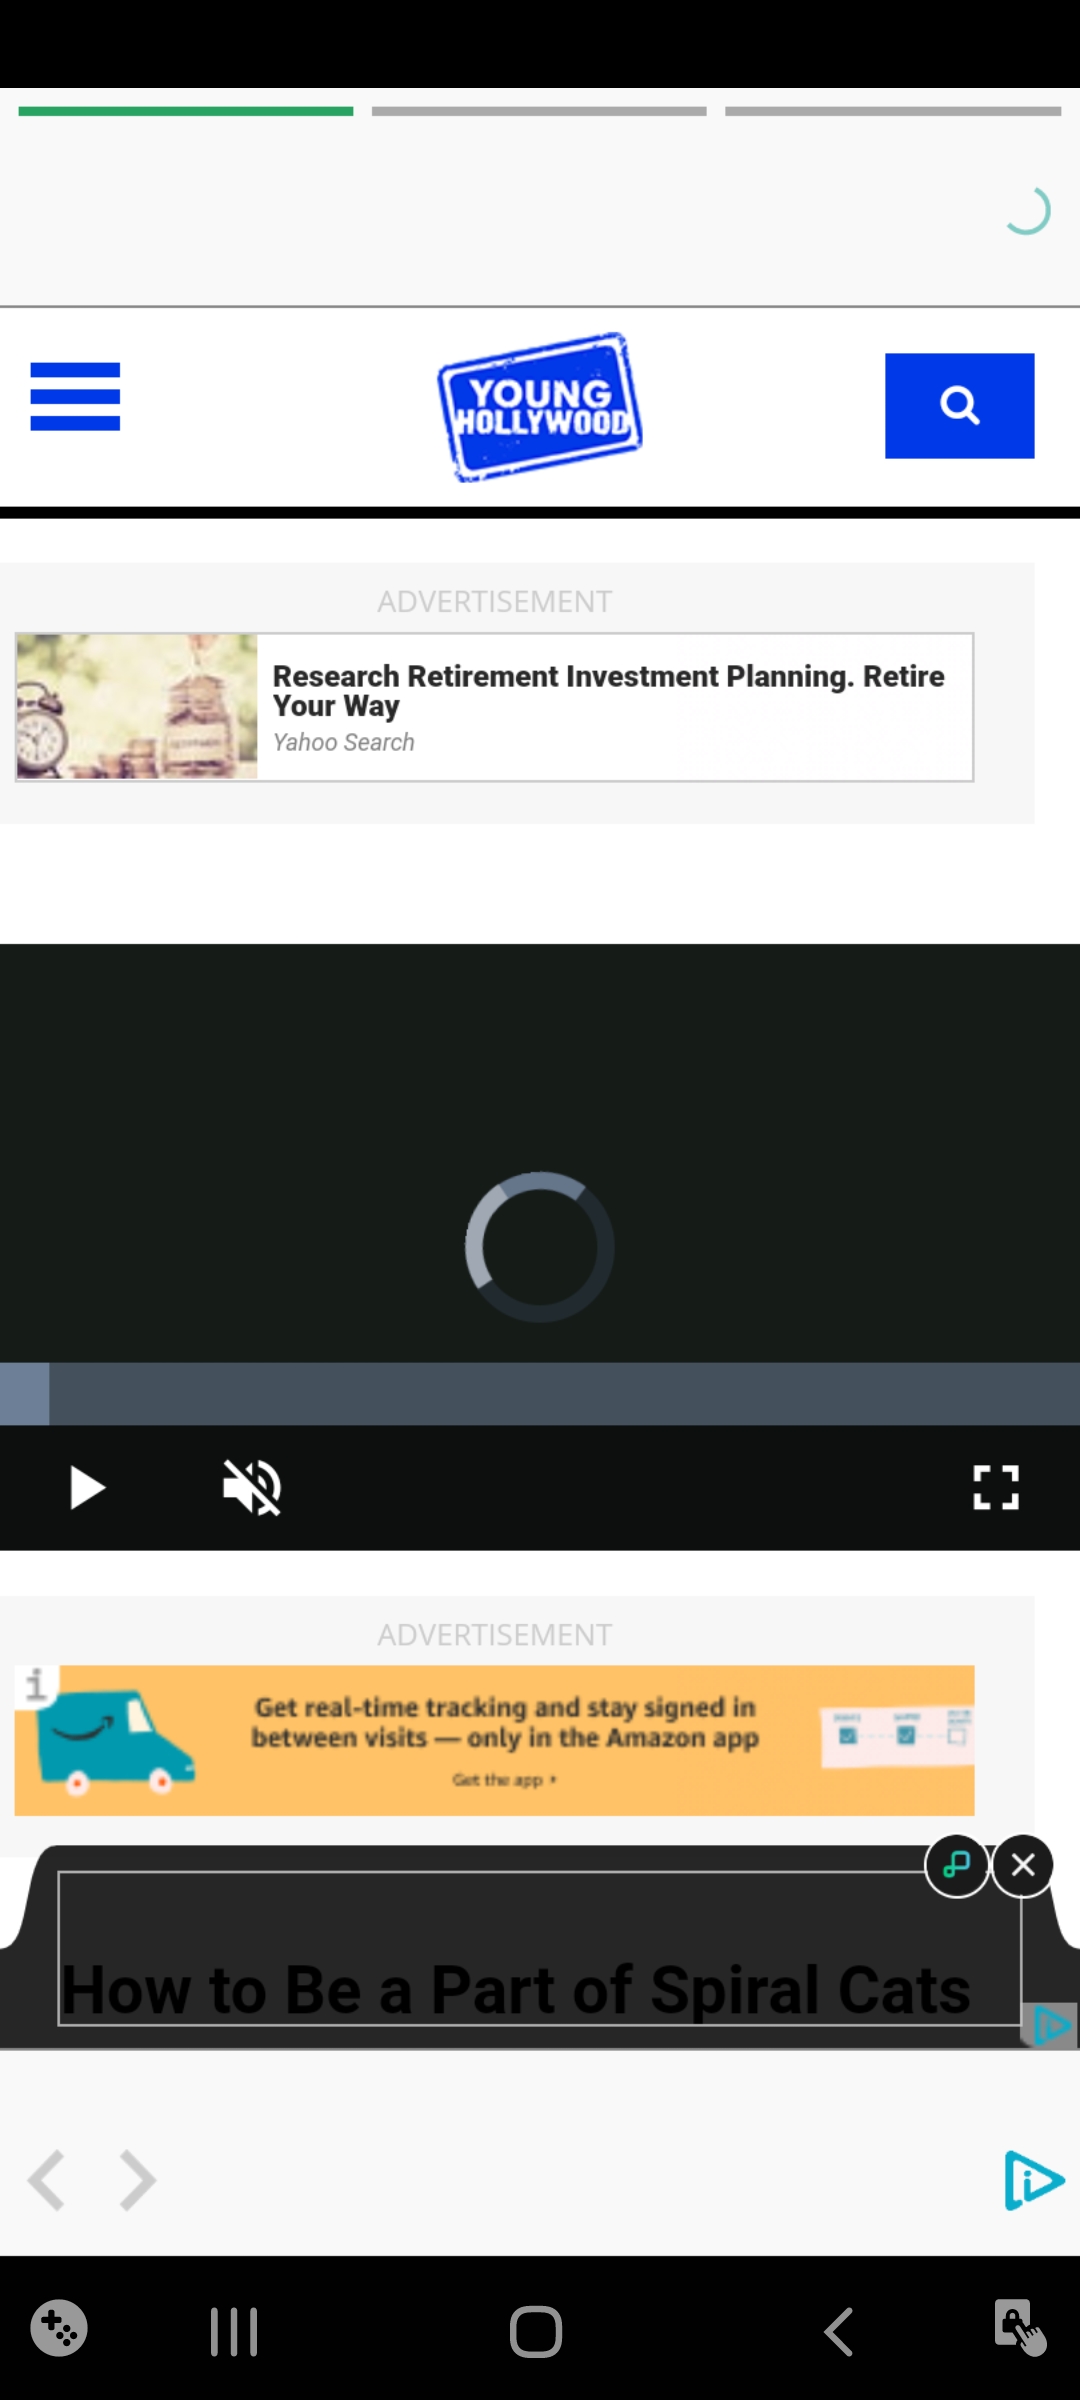 YOUNG
HOLLYWOOD
ADVERTISEMENT
Research Retirement Investment Planning. Retire
Your Way
Yahoo Search
ADVERTISEMENT
Get real-time tracking and stay signed in
between visits — only in the Amazon app
Get the app
How to Be a Part of Spiral Cats